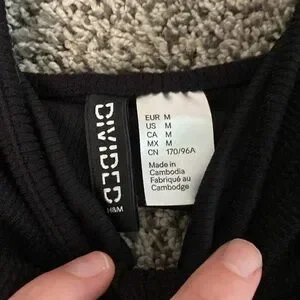 DIVIDED
H&M
EUR M
US M
CA M
MX M
CN 170/96A
Made in
Cambodia
Fabriqué au
Cambodge